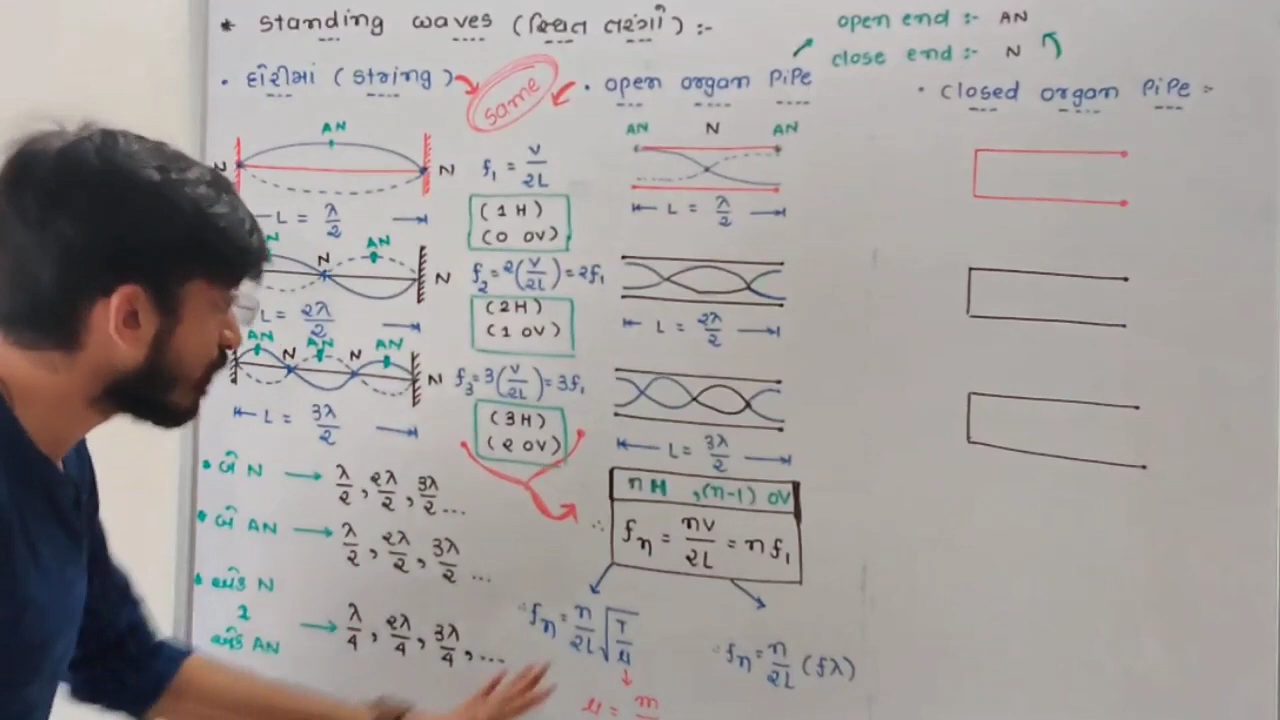 * standing waves (સ્થિત તરંગો) :-
open end :- AN
close end :- N
• દોરીમાં (string)
same
• open organ PiPe
• closed organ PiPe :-
AN
N N
f₁ = V/2L
(1 H)
(0 OV)
L = λ/2
AN N AN
L = λ/2
N AN
N
f₂ = 2(V/2L) = 2f₁
(2H)
(1 OV)
L = 2λ/2
L = 2λ/2
AN N AN N AN
N
f₃ = 3(V/2L) = 3f₁
(3H)
(2 OV)
L = 3λ/2
L = 3λ/2
• બે N → λ/2, 2λ/2, 3λ/2 ...
• બે AN → λ/2, 2λ/2, 3λ/2 ...
• એક N
ર
એક AN → λ/4, 2λ/4, 3λ/4, ...
n H , (n-1) OV
∴ fn = nV/2L = n f₁
∴ fn = n/2L √T/μ
∴ fn = n/2L (fλ)
μ = m